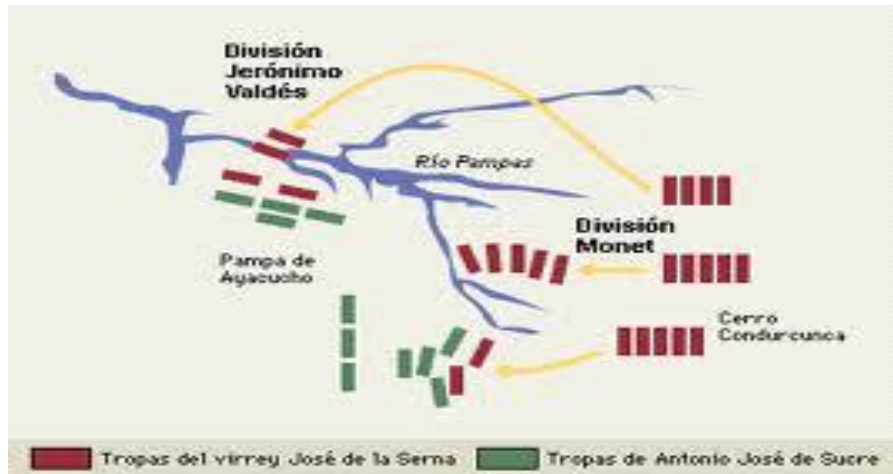 División
Jerónimo
Valdés
Río Pampas
División
Monet
Pampa de
Ayacucho
Cerro
Condurcunca
Tropas del virrey José de la Serna
Tropas de Antonio José de Sucre